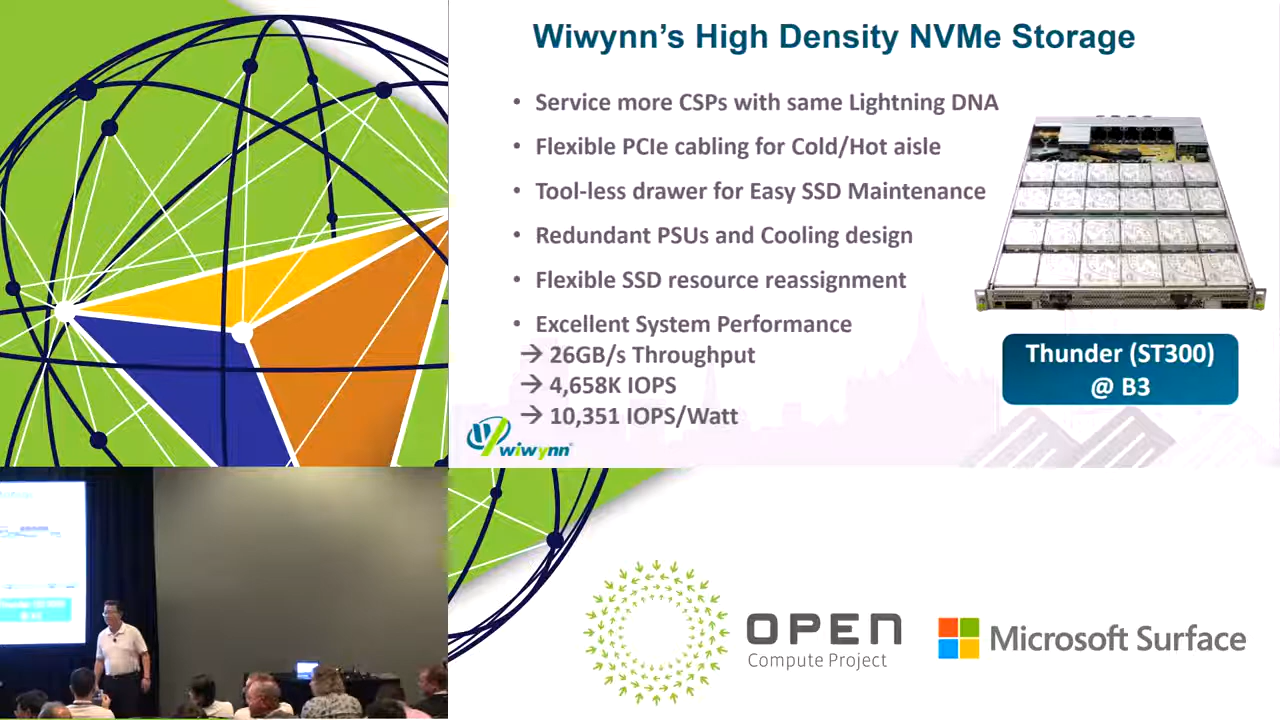 Wiwynn's High Density NVMe Storage
• Service more CSPs with same Lightning DNA
• Flexible PCIe cabling for Cold/Hot aisle
• Tool-less drawer for Easy SSD Maintenance
• Redundant PSUs and Cooling design
• Flexible SSD resource reassignment
• Excellent System Performance
→ 26GB/s Throughput
→ 4,658K IOPS
→ 10,351 IOPS/Watt
Thunder (ST300)
@ B3
wiwynn®
OPEN
Compute Project
Microsoft Surface